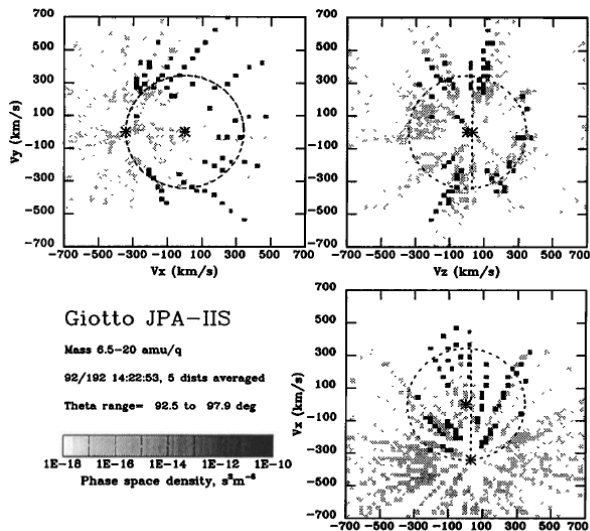 700
500
300
100
-100
-300
-500
-700
Vy (km/s)
-700 -500 -300 -100 100 300 500 700
Vx (km/s)
700
500
300
100
-100
-300
-500
-700
Vy (km/s)
-700 -500 -300 -100 100 300 500 700
Vz (km/s)
Giotto JPA-IIS
Mass 6.5-20 amu/q
92/192 14:22:53, 5 dists averaged
Theta range= 92.5 to 97.9 deg
1E-18 1E-16 1E-14 1E-12 1E-10
Phase space density, s³m⁻⁶
700
500
300
100
-100
-300
-500
-700
Vx (km/s)
-700 -500 -300 -100 100 300 500 700